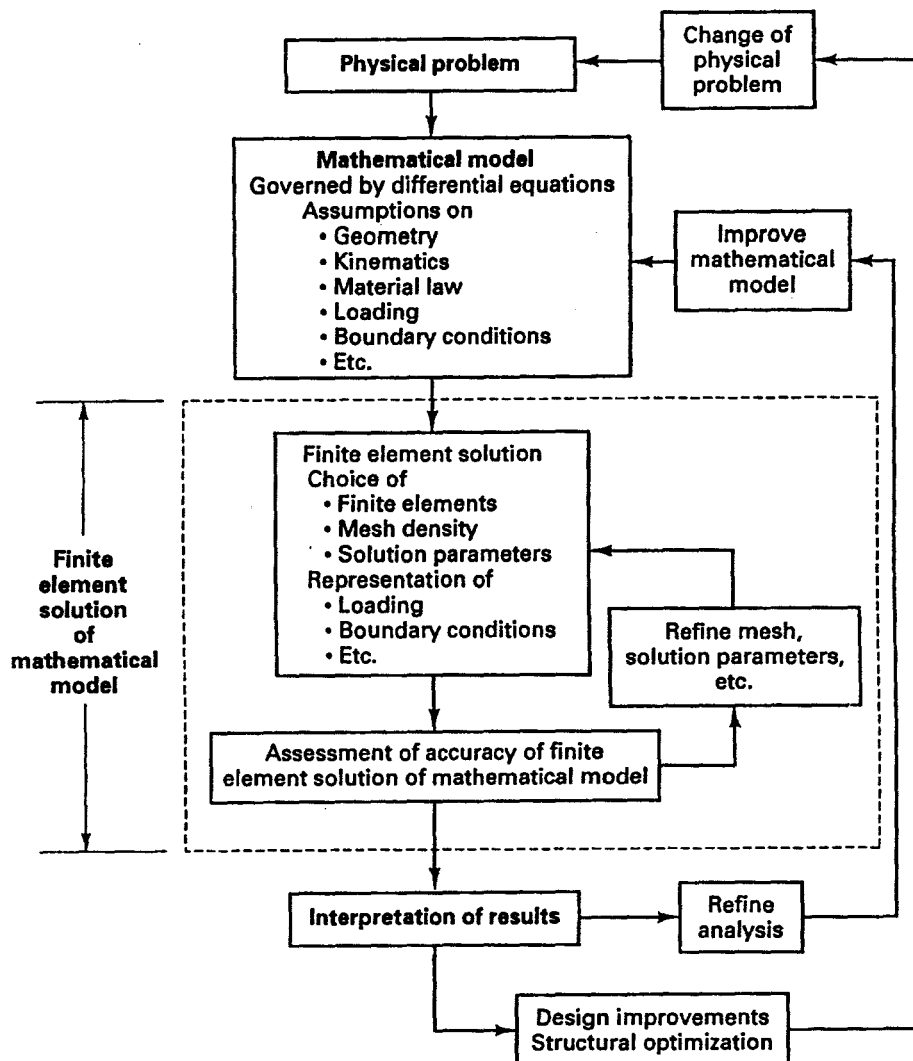 Physical problem
Change of
physical
problem
Mathematical model
Governed by differential equations
Assumptions on
• Geometry
• Kinematics
• Material law
• Loading
• Boundary conditions
• Etc.
Improve
mathematical
model
Finite element solution
Choice of
• Finite elements
• Mesh density
• Solution parameters
Representation of
• Loading
• Boundary conditions
• Etc.
Finite
element
solution
of
mathematical
model
Refine mesh,
solution parameters,
etc.
Assessment of accuracy of finite
element solution of mathematical model
Interpretation of results
Refine
analysis
Design improvements
Structural optimization